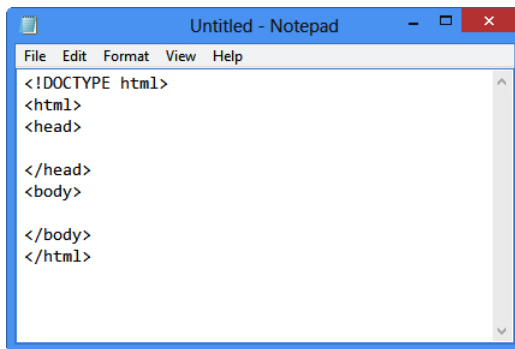 Untitled - Notepad
File Edit Format View Help
<!DOCTYPE html>
<html>
<head>
</head>
<body>
</body>
</html>